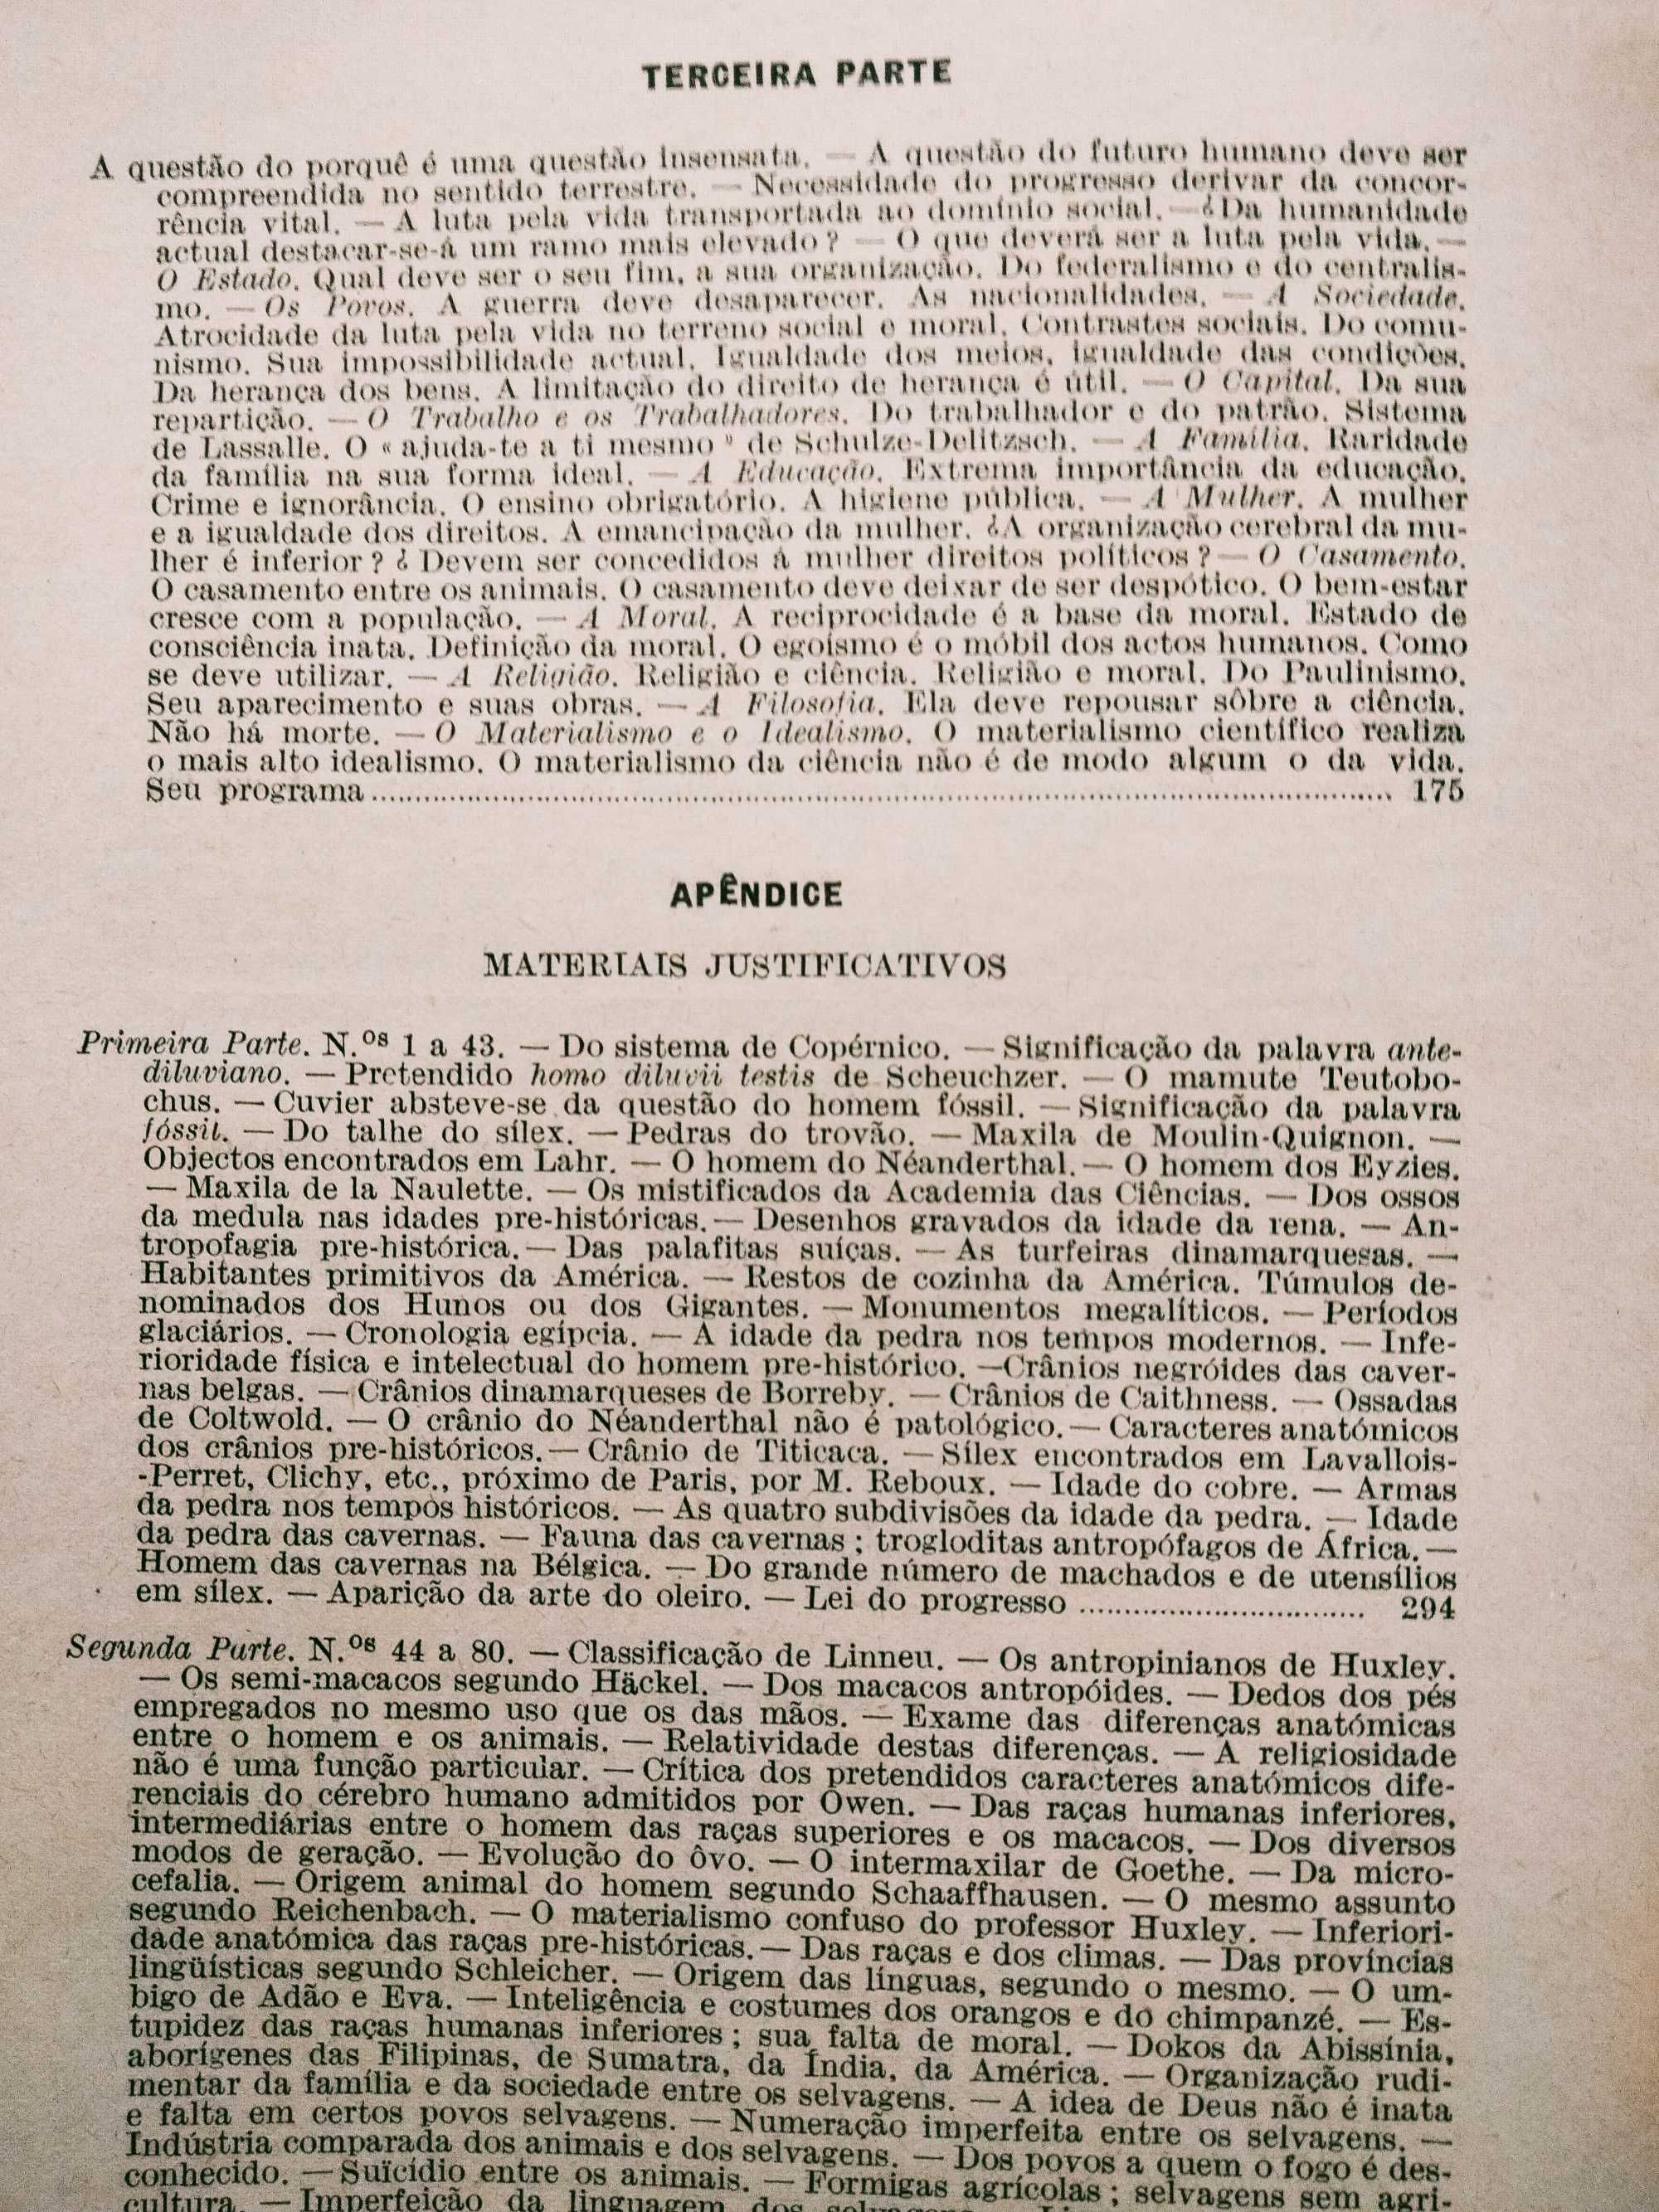 TERCEIRA PARTE
A questão do porquê é uma questão insensata. — A questão do futuro humano deve ser
compreendida no sentido terrestre. — Necessidade do progresso derivar da concor-
rência vital. — A luta pela vida transportada ao domínio social. — ¿Da humanidade
actual destacar-se-á um ramo mais elevado? — O que deverá ser a luta pela vida. —
O Estado. Qual deve ser o seu fim, a sua organização. Do federalismo e do centralis-
mo. — Os Povos. A guerra deve desaparecer. As nacionalidades. — A Sociedade.
Atrocidade da luta pela vida no terreno social e moral. Contrastes sociais. Do comu-
nismo. Sua impossibilidade actual. Igualdade dos meios, igualdade das condições.
Da herança dos bens. A limitação do direito de herança é útil. — O Capital. Da sua
repartição. — O Trabalho e os Trabalhadores. Do trabalhador e do patrão. Sistema
de Lassalle. O « ajuda-te a ti mesmo » de Schulze-Delitzsch. — A Família. Raridade
da família na sua forma ideal. — A Educação. Extrema importância da educação.
Crime e ignorância. O ensino obrigatório. A higiene pública. — A Mulher. A mulher
e a igualdade dos direitos. A emancipação da mulher. ¿A organização cerebral da mu-
lher é inferior? ¿ Devem ser concedidos à mulher direitos políticos? — O Casamento.
O casamento entre os animais. O casamento deve deixar de ser despótico. O bem-estar
cresce com a população. — A Moral. A reciprocidade é a base da moral. Estado de
consciência inata. Definição da moral. O egoísmo é o móbil dos actos humanos. Como
se deve utilizar. — A Religião. Religião e ciência. Religião e moral. Do Paulinismo.
Seu aparecimento e suas obras. — A Filosofia. Ela deve repousar sôbre a ciência.
Não há morte. — O Materialismo e o Idealismo. O materialismo científico realiza
o mais alto idealismo. O materialismo da ciência não é de modo algum o da vida.
Seu programa ........................................................................ 175
APÊNDICE
MATERIAIS JUSTIFICATIVOS
Primeira Parte. N.ºs 1 a 43. — Do sistema de Copérnico. — Significação da palavra ante-
diluviano. — Pretendido homo diluvii testis de Scheuchzer. — O mamute Teutobo-
chus. — Cuvier absteve-se da questão do homem fóssil. — Significação da palavra
fóssil. — Do talhe do sílex. — Pedras do trovão. — Maxila de Moulin-Quignon. —
Objectos encontrados em Lahr. — O homem do Néanderthal. — O homem dos Eyzies.
— Maxila de la Naulette. — Os mistificados da Academia das Ciências. — Dos ossos
da medula nas idades pre-históricas. — Desenhos gravados da idade da rena. — An-
tropofagia pre-histórica. — Das palafitas suíças. — As turfeiras dinamarquesas. —
Habitantes primitivos da América. — Restos de cozinha da América. Túmulos de-
nominados dos Hunos ou dos Gigantes. — Monumentos megalíticos. — Períodos
glaciários. — Cronologia egípcia. — A idade da pedra nos tempos modernos. — Infe-
rioridade física e intelectual do homem pre-histórico. — Crânios negróides das caver-
nas belgas. — Crânios dinamarqueses de Borreby. — Crânios de Caithness. — Ossadas
de Coltwold. — O crânio do Néanderthal não é patológico. — Caracteres anatómicos
dos crânios pre-históricos. — Crânio de Titicaca. — Sílex encontrados em Lavallois-
-Perret, Clichy, etc., próximo de Paris, por M. Reboux. — Idade do cobre. — Armas
da pedra nos tempos históricos. — As quatro subdivisões da idade da pedra. — Idade
da pedra das cavernas. — Fauna das cavernas ; trogloditas antropófagos de África. —
Homem das cavernas na Bélgica. — Do grande número de machados e de utensílios
em sílex. — Aparição da arte do oleiro. — Lei do progresso .............................. 294
Segunda Parte. N.ºs 44 a 80. — Classificação de Linneu. — Os antropinianos de Huxley.
— Os semi-macacos segundo Häckel. — Dos macacos antropóides. — Dedos dos pés
empregados no mesmo uso que os das mãos. — Exame das diferenças anatómicas
entre o homem e os animais. — Relatividade destas diferenças. — A religiosidade
não é uma função particular. — Crítica dos pretendidos caracteres anatómicos dife-
renciais do cérebro humano admitidos por Owen. — Das raças humanas inferiores,
intermediárias entre o homem das raças superiores e os macacos. — Dos diversos
modos de geração. — Evolução do ôvo. — O intermaxilar de Goethe. — Da micro-
cefalia. — Origem animal do homem segundo Schaaffhausen. — O mesmo assunto
segundo Reichenbach. — O materialismo confuso do professor Huxley. — Inferiori-
dade anatómica das raças pre-históricas. — Das raças e dos climas. — Das províncias
lingüísticas segundo Schleicher. — Origem das línguas, segundo o mesmo. — O um-
bigo de Adão e Eva. — Inteligência e costumes dos orangos e do chimpanzé. — Es-
tupidez das raças humanas inferiores ; sua falta de moral. — Dokos da Abissínia,
aborígenes das Filipinas, de Sumatra, da Índia, da América. — Organização rudi-
mentar da família e da sociedade entre os selvagens. — A idea de Deus não é inata
e falta em certos povos selvagens. — Numeração imperfeita entre os selvagens. —
Indústria comparada dos animais e dos selvagens. — Dos povos a quem o fogo é des-
conhecido. — Suïcídio entre os animais. — Formigas agrícolas ; selvagens sem agri-
cultura. — Imperfeição da linguagem dos